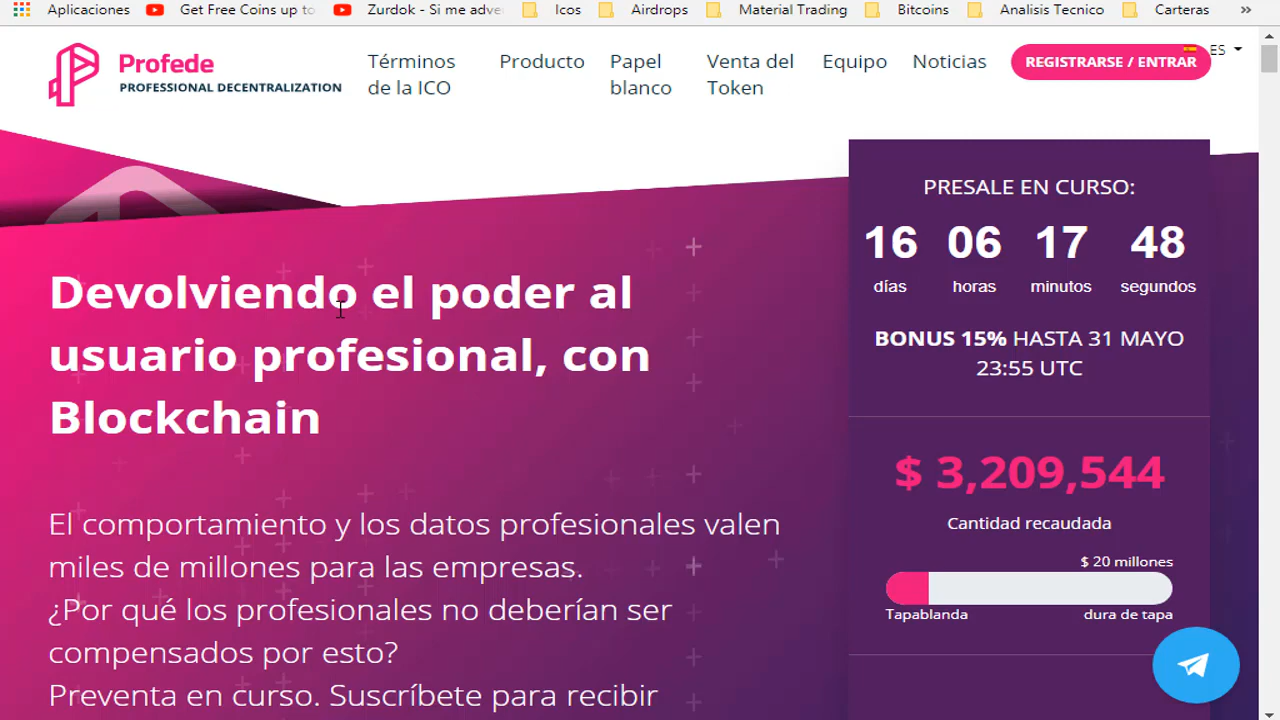 Aplicaciones Get Free Coins up to Zurdok - Si me adve Icos Airdrops Material Trading Bitcoins Analisis Tecnico Carteras »
Profede
PROFESSIONAL DECENTRALIZATION
Términos
de la ICO
Producto
Papel
blanco
Venta del
Token
Equipo
Noticias
REGISTRARSE / ENTRAR
ES
Devolviendo el poder al
usuario profesional, con
Blockchain
El comportamiento y los datos profesionales valen
miles de millones para las empresas.
¿Por qué los profesionales no deberían ser
compensados por esto?
Preventa en curso. Suscríbete para recibir
PRESALE EN CURSO:
16 06 17 48
días horas minutos segundos
BONUS 15% HASTA 31 MAYO
23:55 UTC
$ 3,209,544
Cantidad recaudada
$ 20 millones
Tapablanda dura de tapa